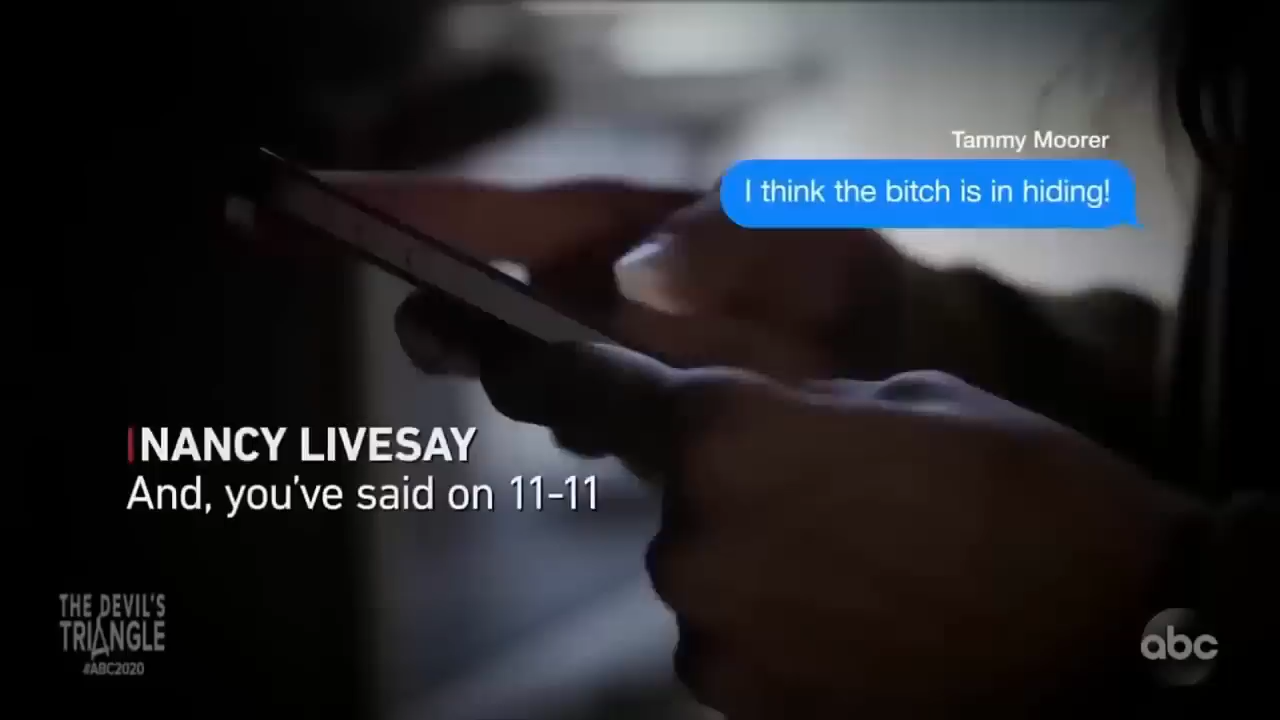 Tammy Moorer
I think the bitch is in hiding!
NANCY LIVESAY
And, you've said on 11-11
THE DEVIL'S
TRIANGLE
#ABC2020
abc